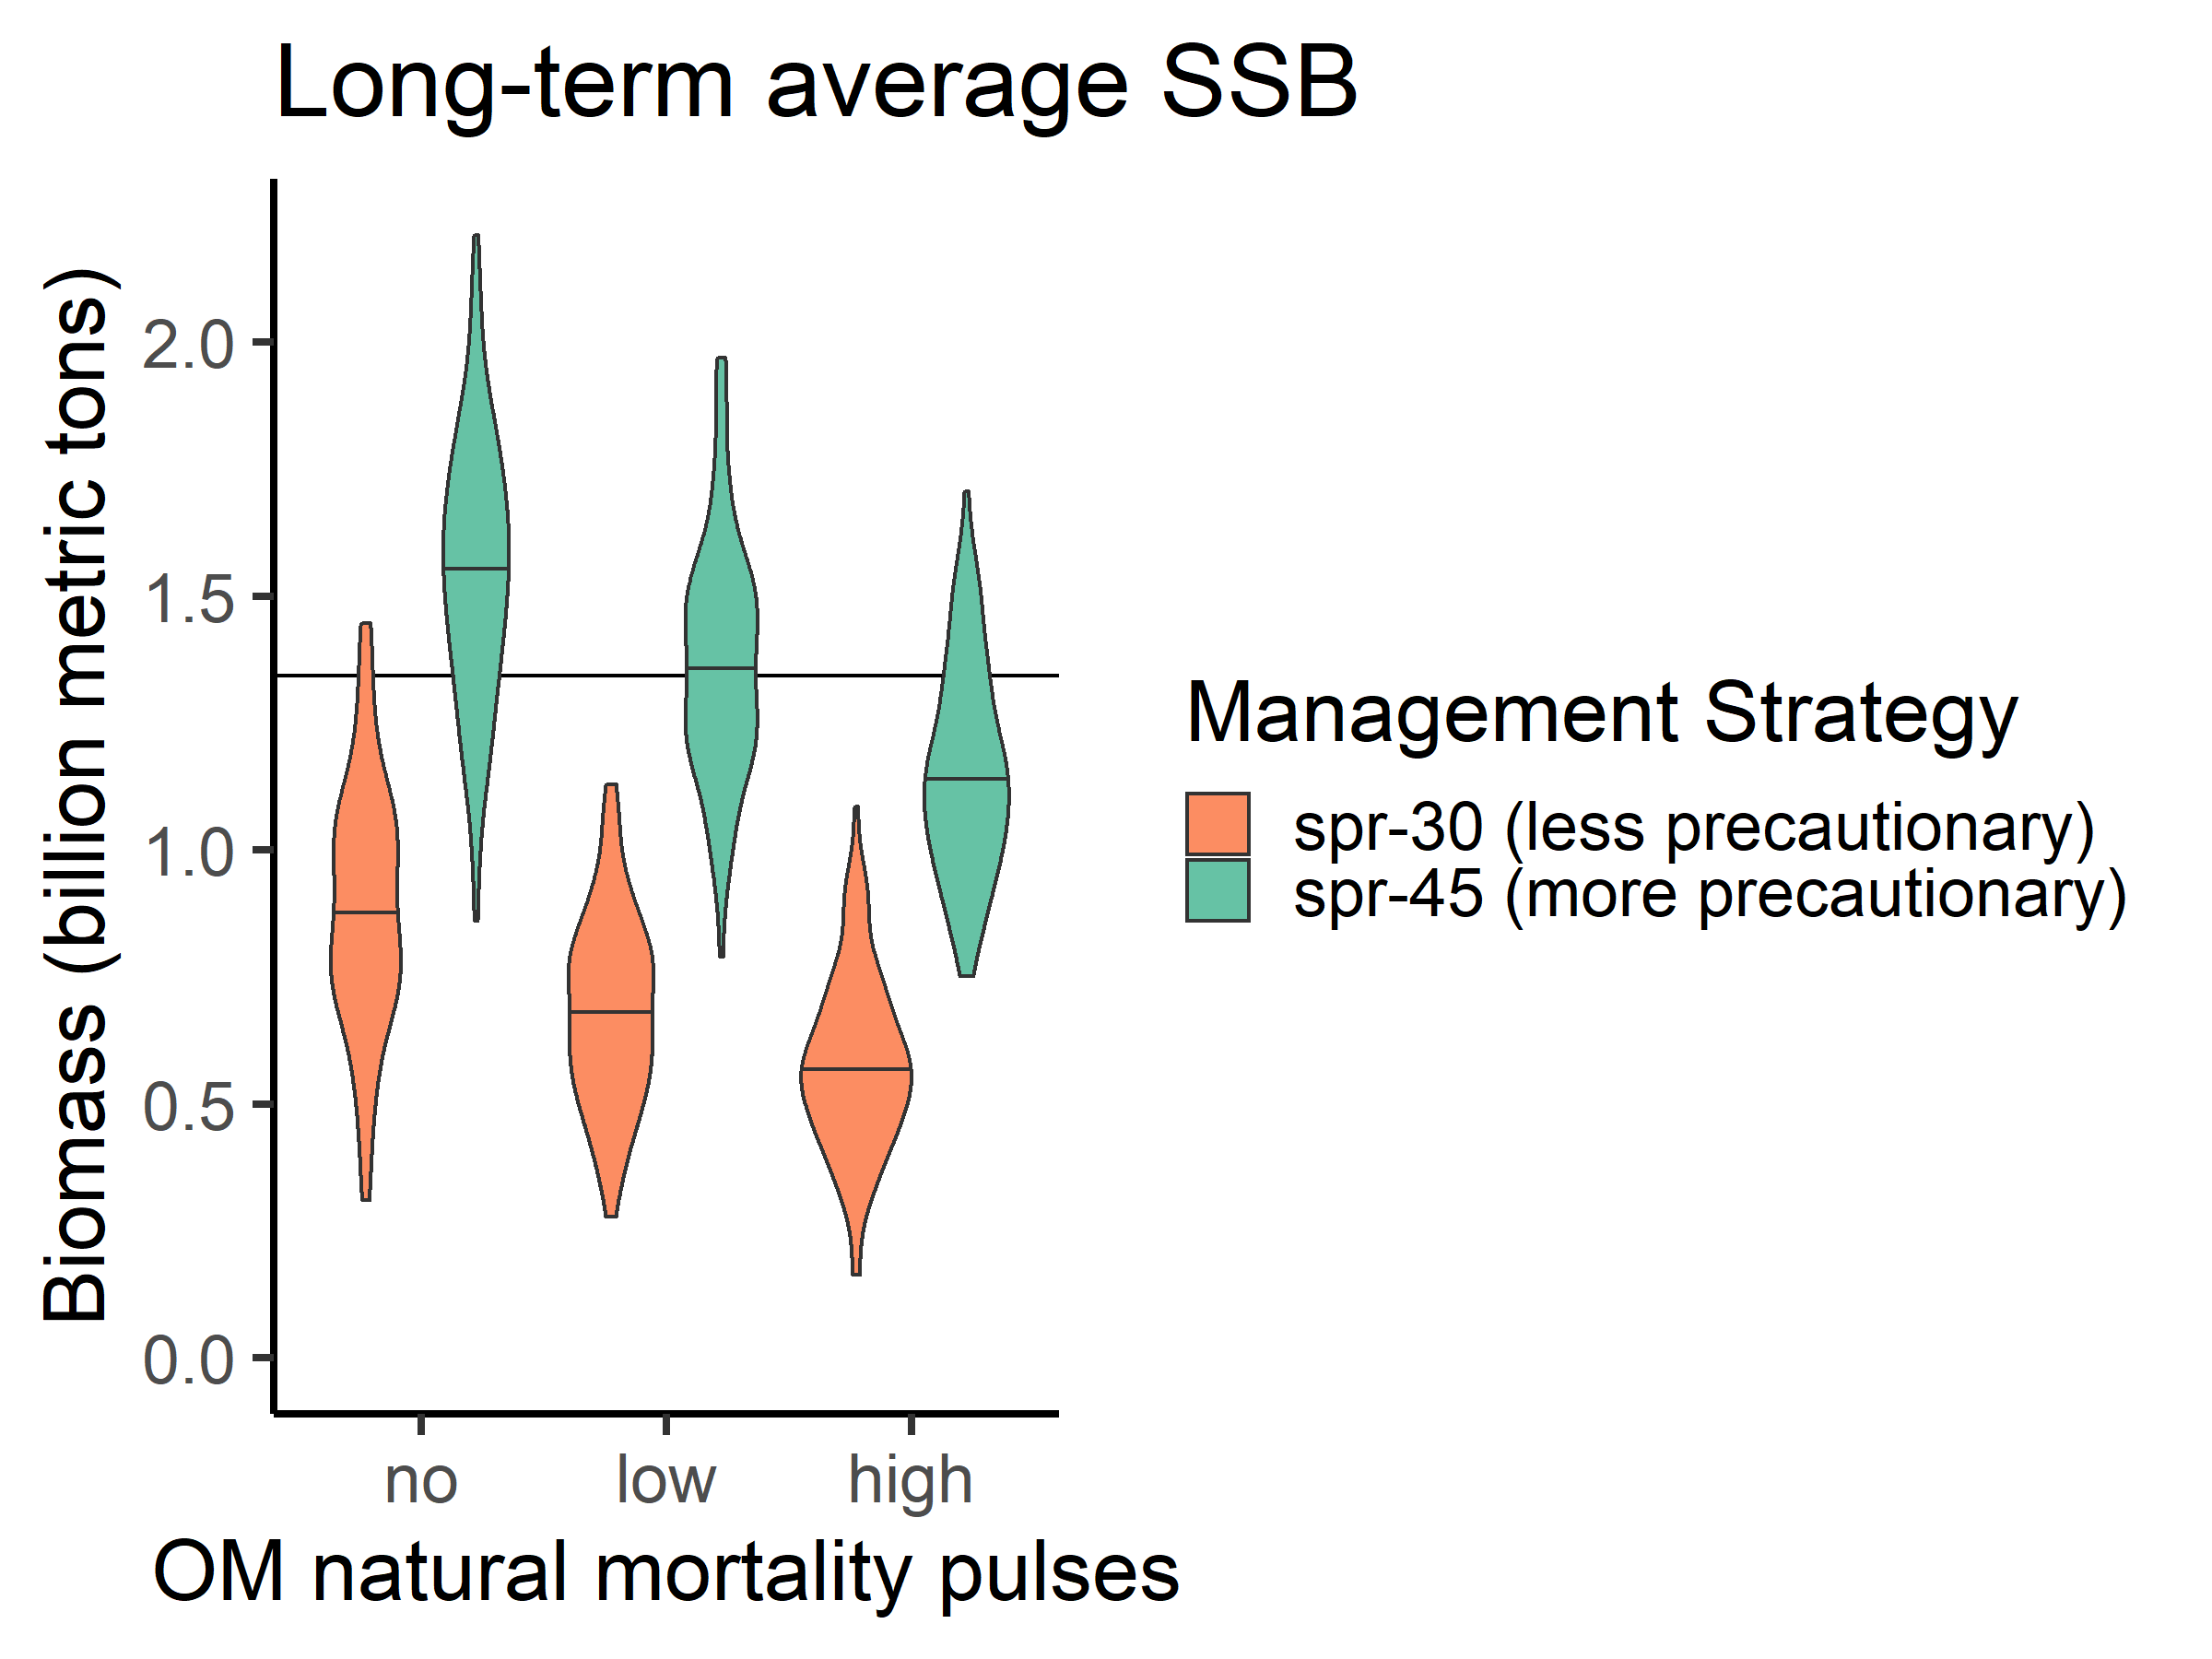 Long-term average SSB
Biomass (billion metric tons)
2.0
1.5
1.0
0.5
0.0
no
low
high
OM natural mortality pulses
Management Strategy
spr-30 (less precautionary)
spr-45 (more precautionary)